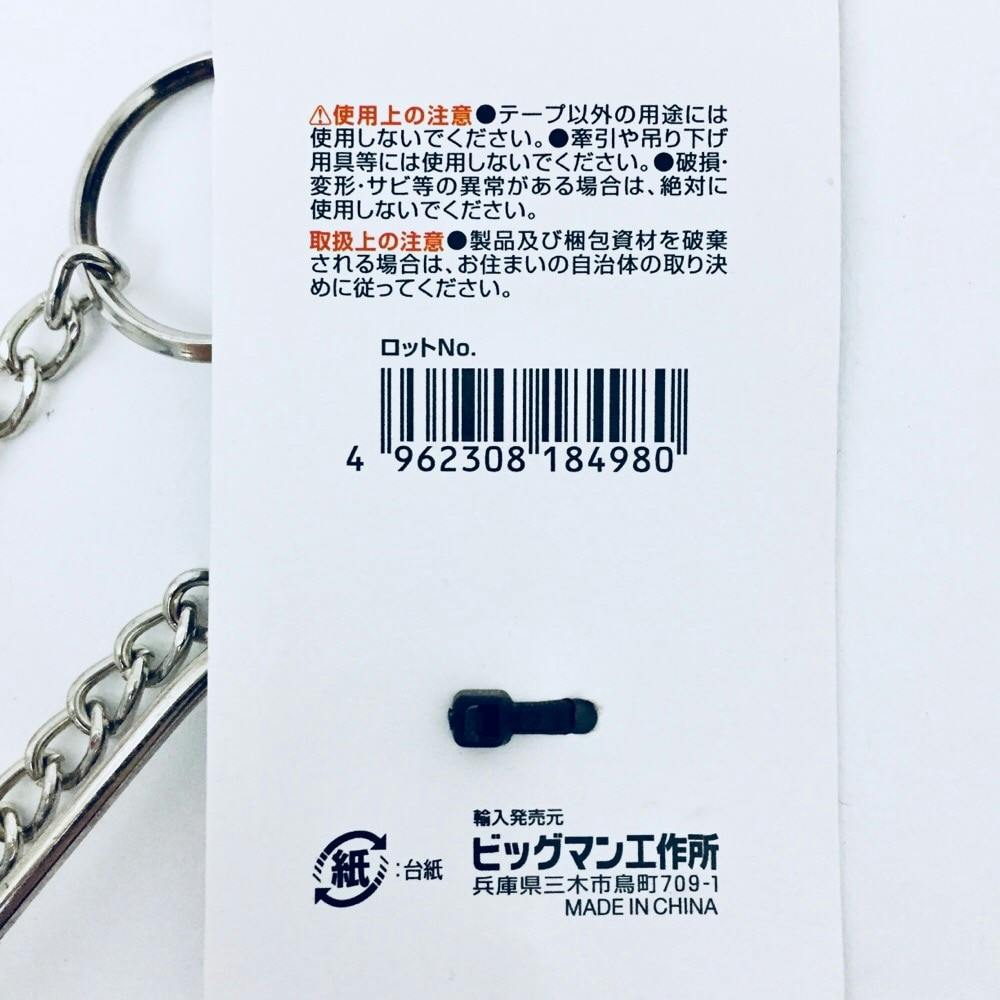 ⚠使用上の注意●テープ以外の用途には
使用しないでください。●牽引や吊り下げ
用具等には使用しないでください。●破損・
変形・サビ等の異常がある場合は、絶対に
使用しないでください。
取扱上の注意●製品及び梱包資材を破棄
される場合は、お住まいの自治体の取り決
めに従ってください。
ロットNo.
4 962308 184980
輸入発売元
ビッグマン工作所
紙:台紙
兵庫県三木市鳥町709-1
MADE IN CHINA